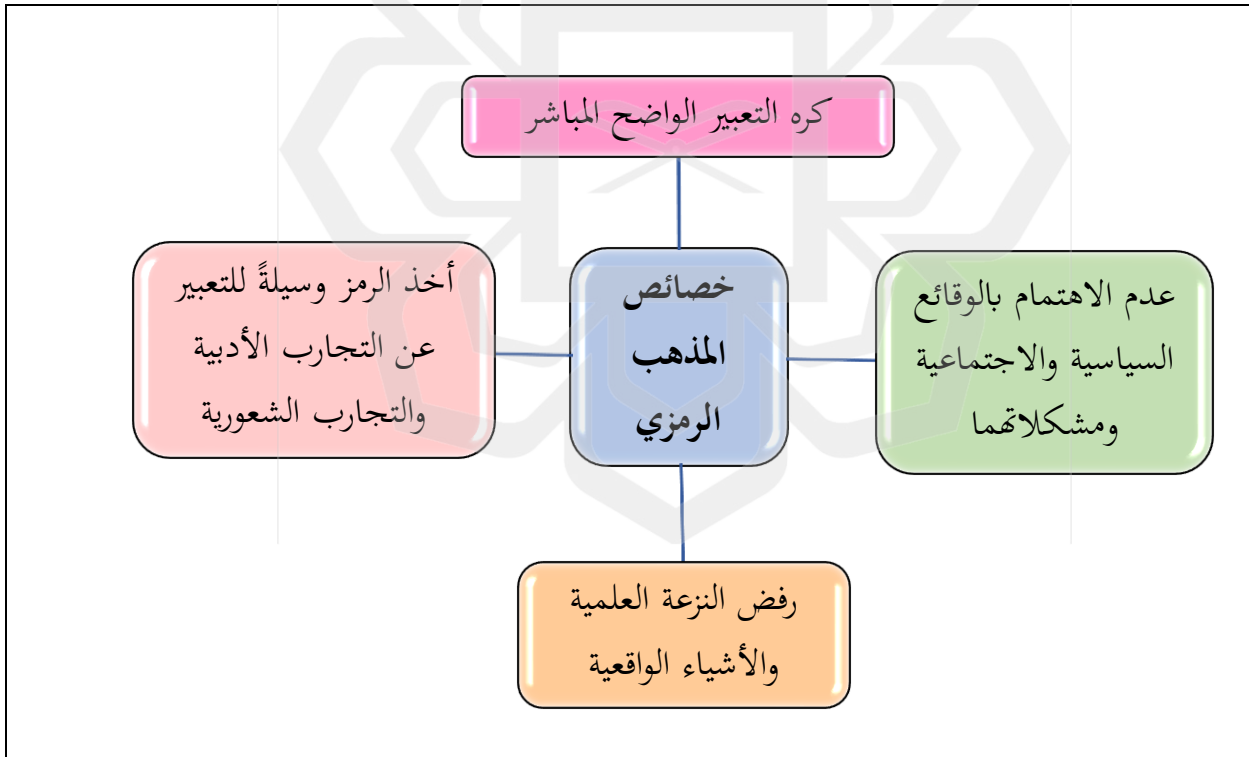 كره التعبير الواضح المباشر
عدم الاهتمام بالوقائع
السياسية والاجتماعية
ومشكلاتهما
خصائص
المذهب
الرمزي
أخذ الرمز وسيلةً للتعبير
عن التجارب الأدبية
والتجارب الشعورية
رفض النزعة العلمية
والأشياء الواقعية